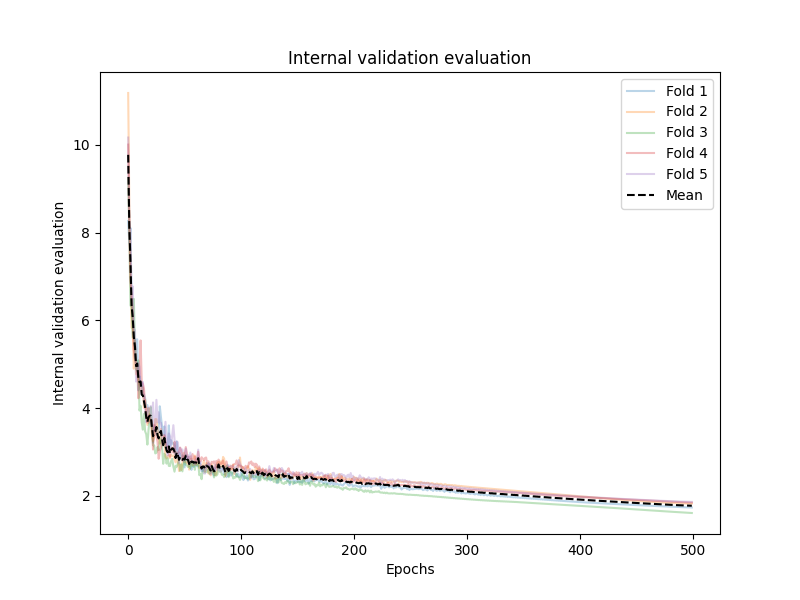 Internal validation evaluation
Fold 1
Fold 2
Fold 3
Fold 4
Fold 5
Mean
Internal validation evaluation
10
8
6
4
2
0 100 200 300 400 500
Epochs